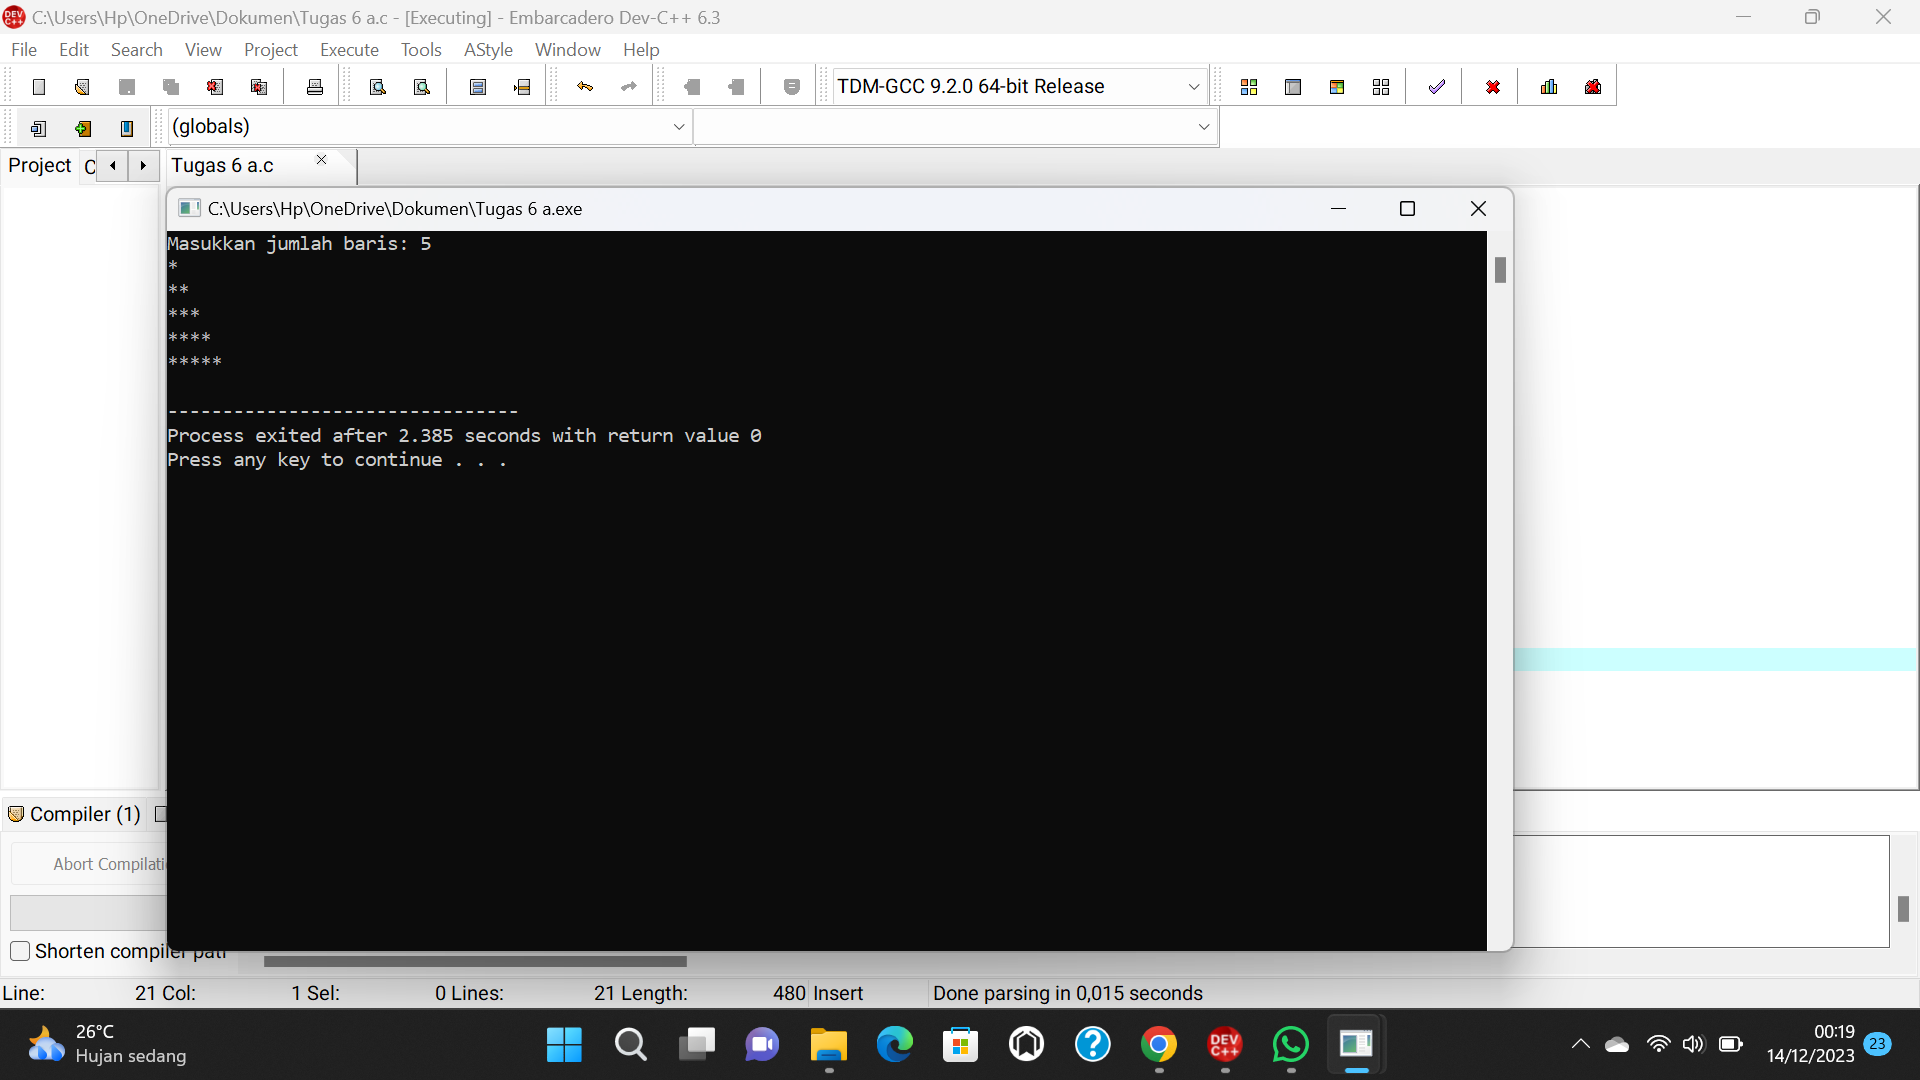 C:\Users\Hp\OneDrive\Dokumen\Tugas 6 a.c - [Executing] - Embarcadero Dev-C++ 6.3
File Edit Search View Project Execute Tools AStyle Window Help
TDM-GCC 9.2.0 64-bit Release
(globals)
Project C Tugas 6 a.c
C:\Users\Hp\OneDrive\Dokumen\Tugas 6 a.exe
Masukkan jumlah baris: 5
*
**
***
****
*****
--------------------------------
Process exited after 2.385 seconds with return value 0
Press any key to continue . . .
Compiler (1)
Abort Compilati
Shorten compiler path
Line: 21 Col: 1 Sel: 0 Lines: 21 Length: 480 Insert Done parsing in 0,015 seconds
26°C
Hujan sedang
DEV C++
00:19
14/12/2023
23